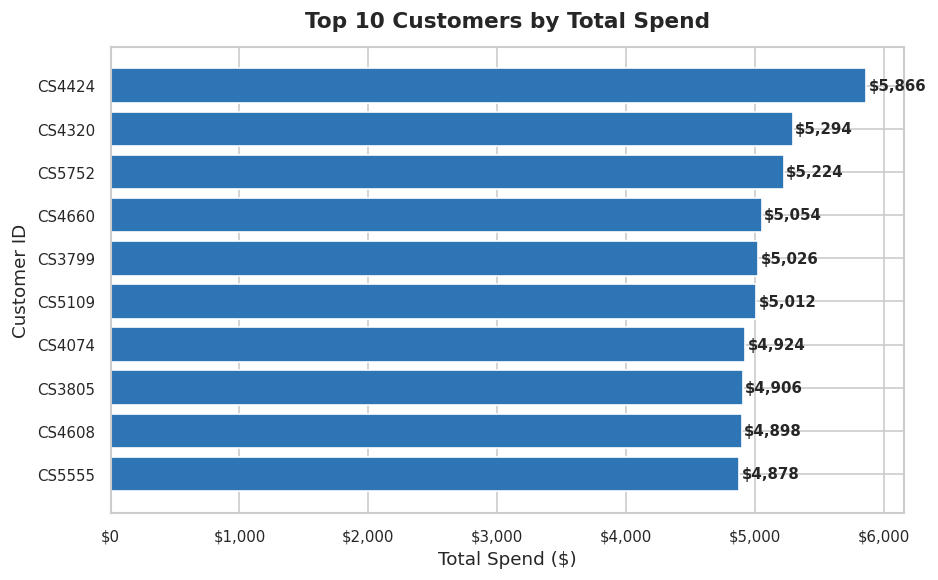 Top 10 Customers by Total Spend
Customer ID
CS4424 $5,866
CS4320 $5,294
CS5752 $5,224
CS4660 $5,054
CS3799 $5,026
CS5109 $5,012
CS4074 $4,924
CS3805 $4,906
CS4608 $4,898
CS5555 $4,878
$0 $1,000 $2,000 $3,000 $4,000 $5,000 $6,000
Total Spend ($)